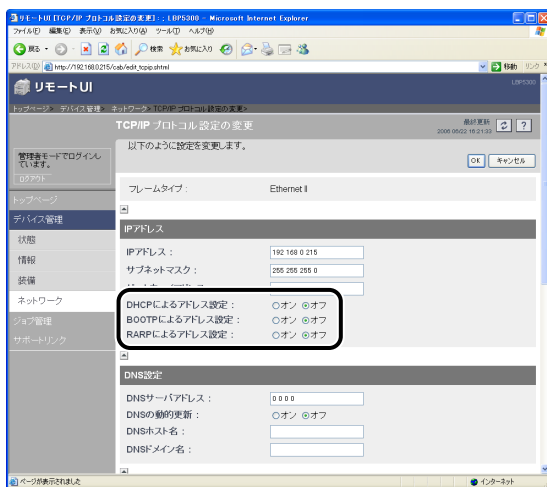 リモートUI [TCP/IP プロトコル設定の変更] : ; LBP5300 - Microsoft Internet Explorer
ファイル(F) 編集(E) 表示(V) お気に入り(A) ツール(T) ヘルプ(H)
戻る 検索 お気に入り
アドレス(D) http://192.168.0.215/cab/edit_tcpip.shtml 移動 リンク
リモートUI
LBP5300
トップページ> デバイス管理> ネットワーク> TCP/IP プロトコル設定の変更>
TCP/IP プロトコル設定の変更
最終更新
2006 06/22 16:21:33
?
管理者モードでログインしています。
ログアウト
以下のように設定を変更します。
OK キャンセル
トップページ
デバイス管理
状態
情報
装備
ネットワーク
ジョブ管理
サポートリンク
フレームタイプ : Ethernet II
IPアドレス
IPアドレス : 192.168.0.215
サブネットマスク : 255.255.255.0
DHCPによるアドレス設定 : オン オフ
BOOTPによるアドレス設定 : オン オフ
RARPによるアドレス設定 : オン オフ
DNS設定
DNSサーバアドレス : 0.0.0.0
DNSの動的更新 : オン オフ
DNSホスト名 :
DNSドメイン名 :
ページが表示されました
インターネット